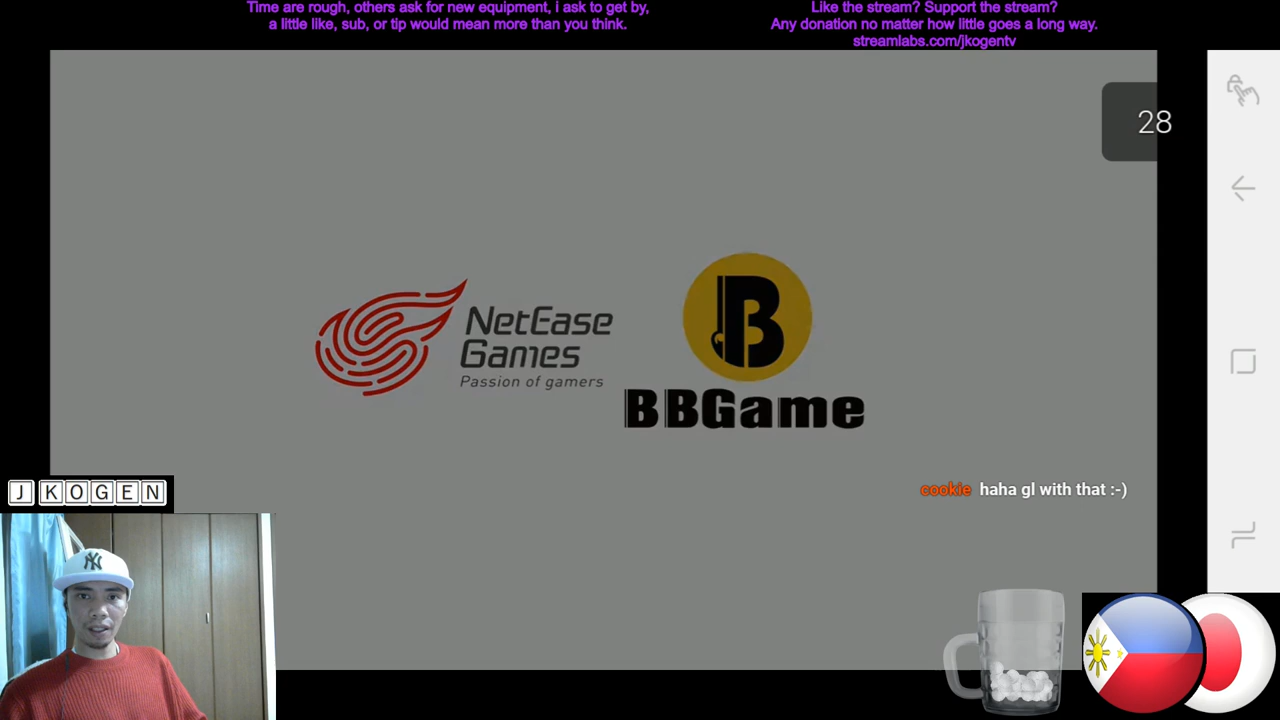 Time are rough, others ask for new equipment, i ask to get by,
a little like, sub, or tip would mean more than you think.
Like the stream? Support the stream?
Any donation no matter how little goes a long way.
streamlabs.com/jkogentv
28
NetEase
Games
Passion of gamers
B
BBGame
J KOGEN
cookie haha gl with that :-)
NY